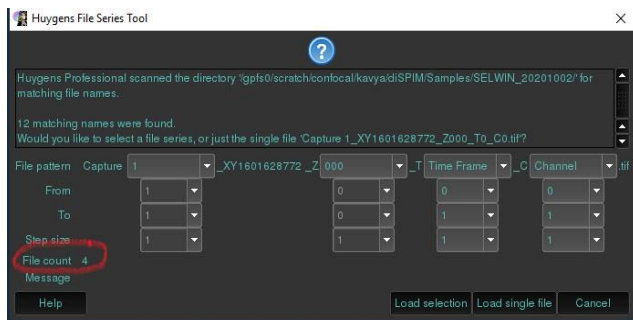 Huygens File Series Tool
?
Huygens Professional scanned the directory '/gpfs0/scratch/confocal/kavya/diSPIM/Samples/SELWIN_20201002/' for
matching file names.
12 matching names were found.
Would you like to select a file series, or just the single file 'Capture 1_XY1601628772_Z000_T0_C0.tif'?
File pattern Capture 1 _XY1601628772 _Z 000 _T Time Frame _C Channel .tif
From 1 0 0 0
To 1 0 1 1
Step size 1 1 1 1
File count 4
Message
Help Load selection Load single file Cancel